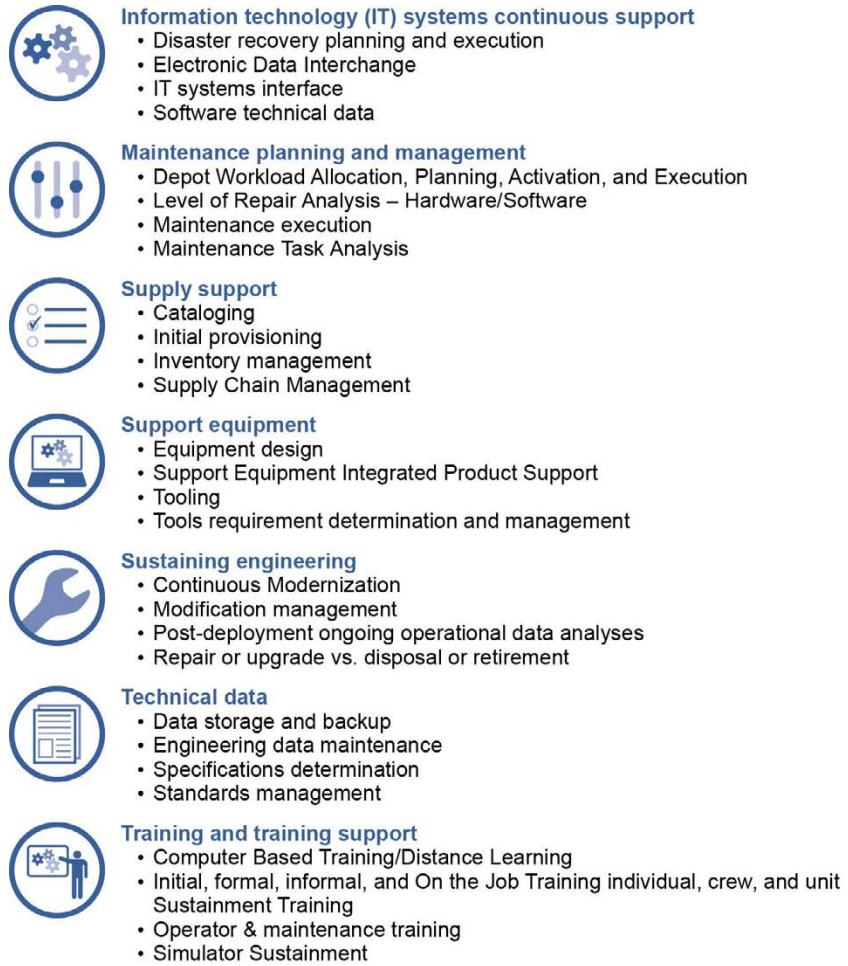 Information technology (IT) systems continuous support
• Disaster recovery planning and execution
• Electronic Data Interchange
• IT systems interface
• Software technical data
Maintenance planning and management
• Depot Workload Allocation, Planning, Activation, and Execution
• Level of Repair Analysis – Hardware/Software
• Maintenance execution
• Maintenance Task Analysis
Supply support
• Cataloging
• Initial provisioning
• Inventory management
• Supply Chain Management
Support equipment
• Equipment design
• Support Equipment Integrated Product Support
• Tooling
• Tools requirement determination and management
Sustaining engineering
• Continuous Modernization
• Modification management
• Post-deployment ongoing operational data analyses
• Repair or upgrade vs. disposal or retirement
Technical data
• Data storage and backup
• Engineering data maintenance
• Specifications determination
• Standards management
Training and training support
• Computer Based Training/Distance Learning
• Initial, formal, informal, and On the Job Training individual, crew, and unit
Sustainment Training
• Operator & maintenance training
• Simulator Sustainment